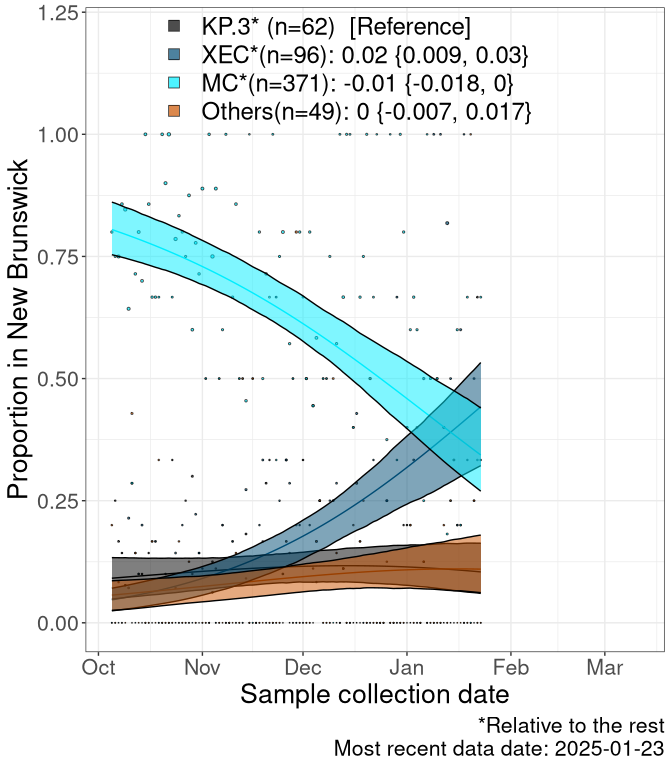 KP.3* (n=62) [Reference]
XEC*(n=96): 0.02 {0.009, 0.03}
MC*(n=371): -0.01 {-0.018, 0}
Others(n=49): 0 {-0.007, 0.017}
1.25
1.00
0.75
0.50
0.25
0.00
Proportion in New Brunswick
Oct Nov Dec Jan Feb Mar
Sample collection date
*Relative to the rest
Most recent data date: 2025-01-23